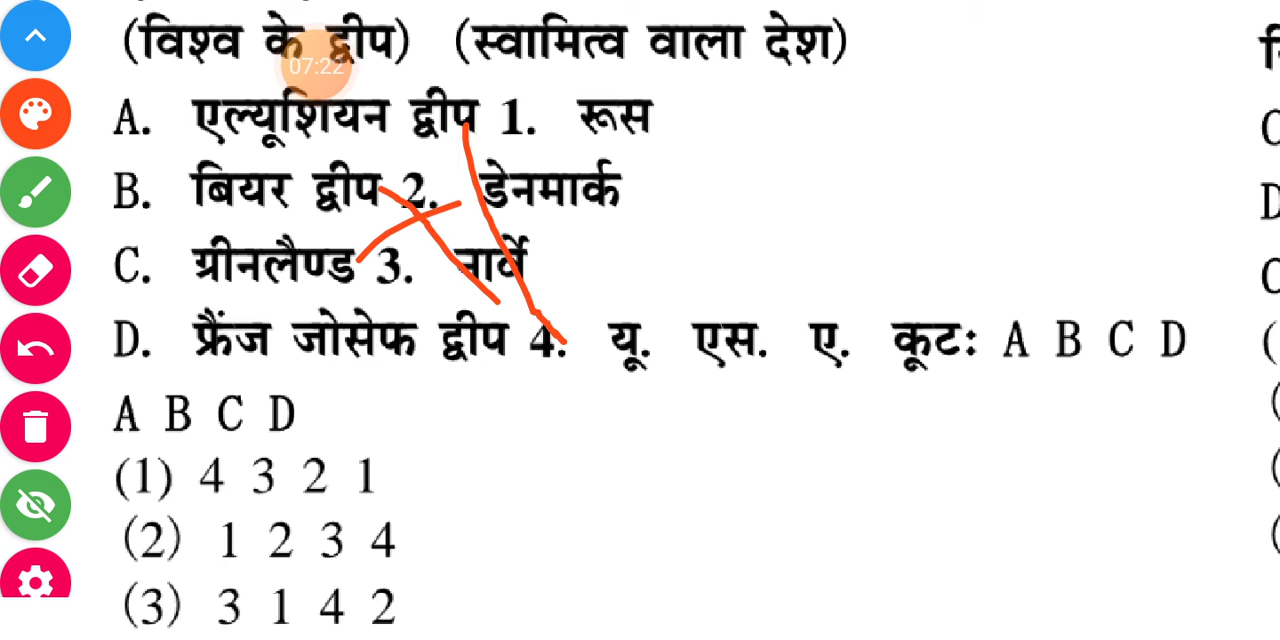 (विश्व के द्वीप) (स्वामित्व वाला देश)
07:22
A. एल्यूशियन द्वीप 1. रूस
B. बियर द्वीप 2. डेनमार्क
C. ग्रीनलैण्ड 3. नार्वे
D. फ्रैंज जोसेफ द्वीप 4. यू. एस. ए. कूटः A B C D
A B C D
(1) 4 3 2 1
(2) 1 2 3 4
(3) 3 1 4 2